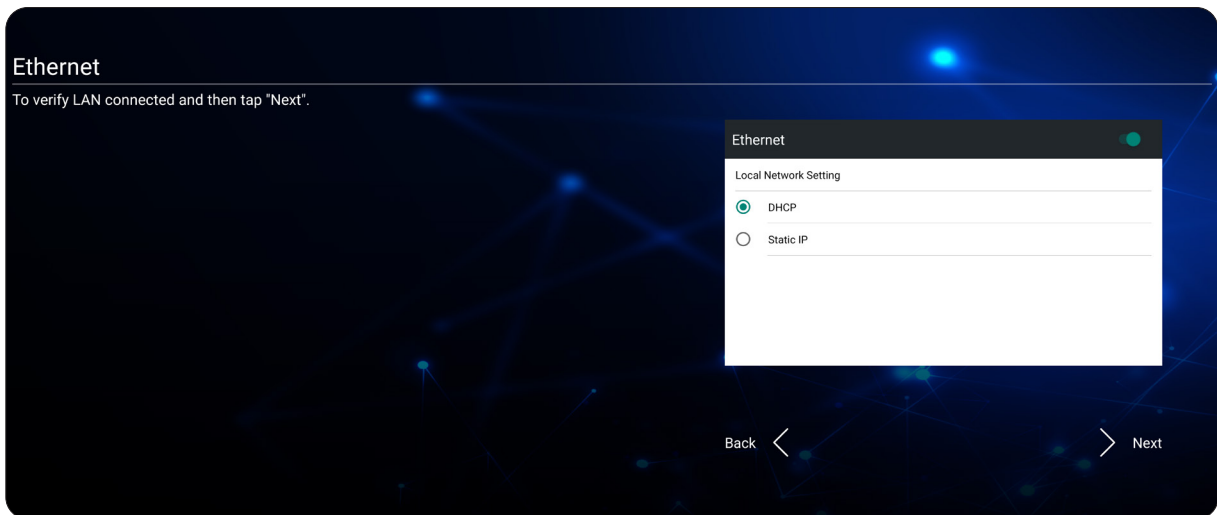 Ethernet
To verify LAN connected and then tap "Next".
Ethernet
Local Network Setting
DHCP
Static IP
Back
Next